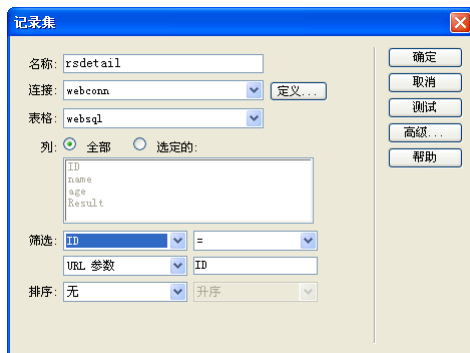 记录集
名称: rsdetail
确定
连接: webconn 定义...
取消
表格: websql
测试
列: 全部 选定的:
高级...
帮助
ID
name
age
Result
筛选: ID =
URL 参数 ID
排序: 无 升序